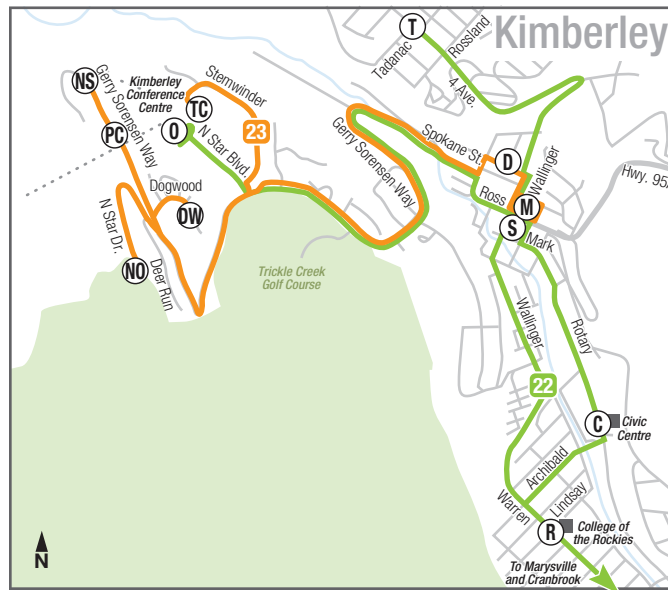 Kimberley
T
Tadanac
Rossland
4 Ave.
NS
Gerry Sorensen Way
PC
Kimberley
Conference
Centre
TC
O
Stemwinder
23
N Star Blvd.
Dogwood
DW
N Star Dr.
NO
Deer Run
Gerry Sorensen Way
Spokane St.
D
Wallinger
Hwy. 95
Ross
M
S
Mark
Trickle Creek
Golf Course
Wallinger
Rotary
22
C
Civic
Centre
Archibald
Lindsay
Warren
R
College of
the Rockies
To Marysville
and Cranbrook
N